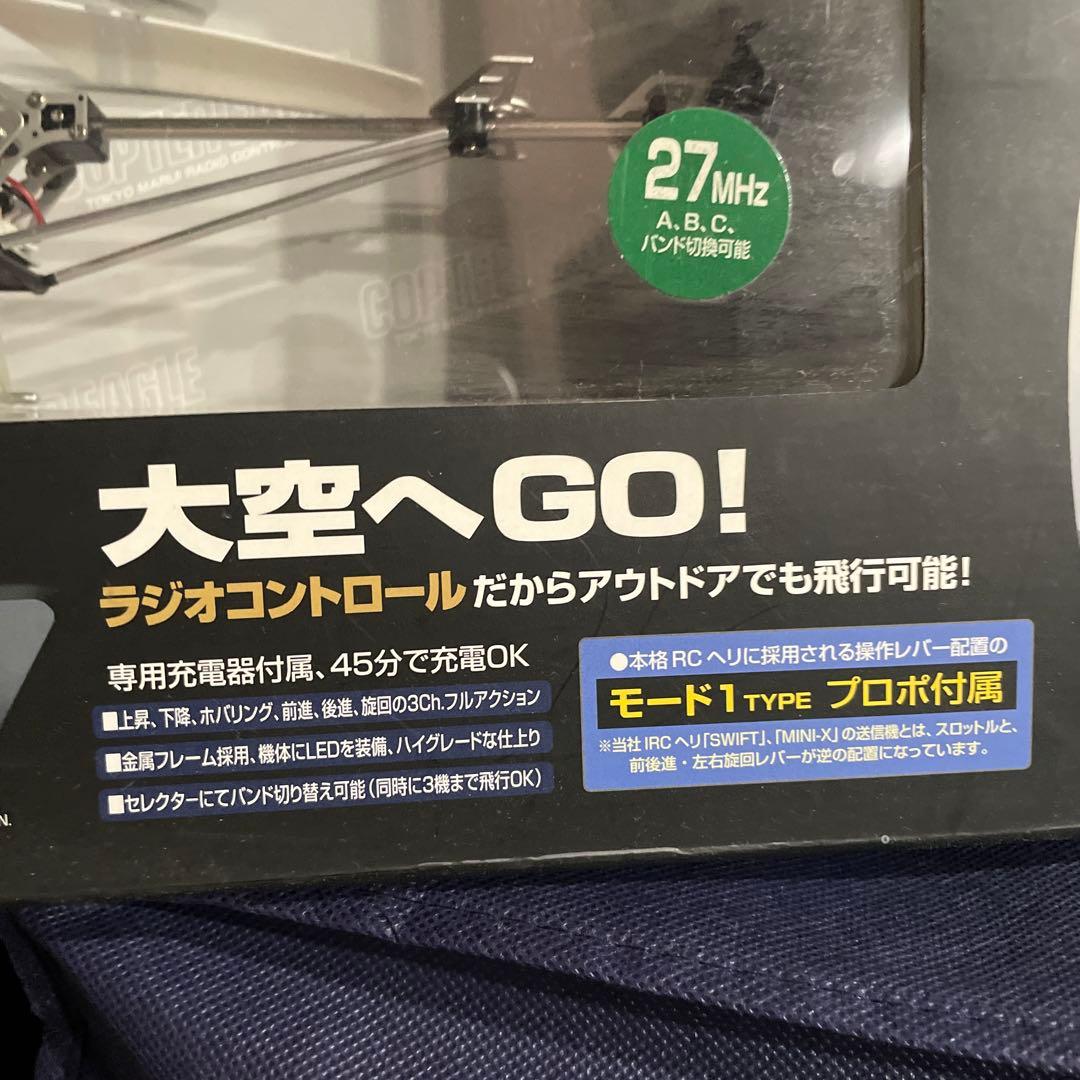 TOKYO MARUI RADIO CONTRO
27MHz
A、B、C、
バンド切換可能
大空へGO!
ラジオコントロールだからアウトドアでも飛行可能!
専用充電器付属、45分で充電OK
■上昇、下降、ホバリング、前進、後進、旋回の3Ch.フルアクション
■金属フレーム採用、機体にLEDを装備、ハイグレードな仕上り
■セレクターにてバンド切り替え可能(同時に3機まで飛行OK)
●本格RCヘリに採用される操作レバー配置の
モード1TYPE プロポ付属
※当社IRCヘリ「SWIFT」、「MINI-X」の送信機とは、スロットルと、
前後進・左右旋回レバーが逆の配置になっています。
N.